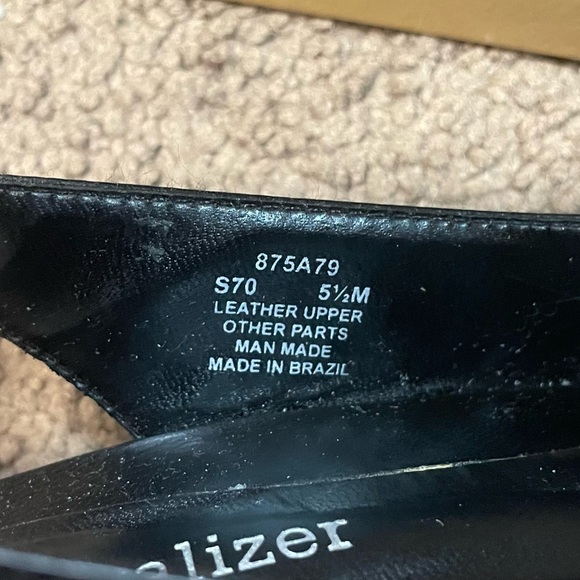 875A79
S70 5½M
LEATHER UPPER
OTHER PARTS
MAN MADE
MADE IN BRAZIL
alizer